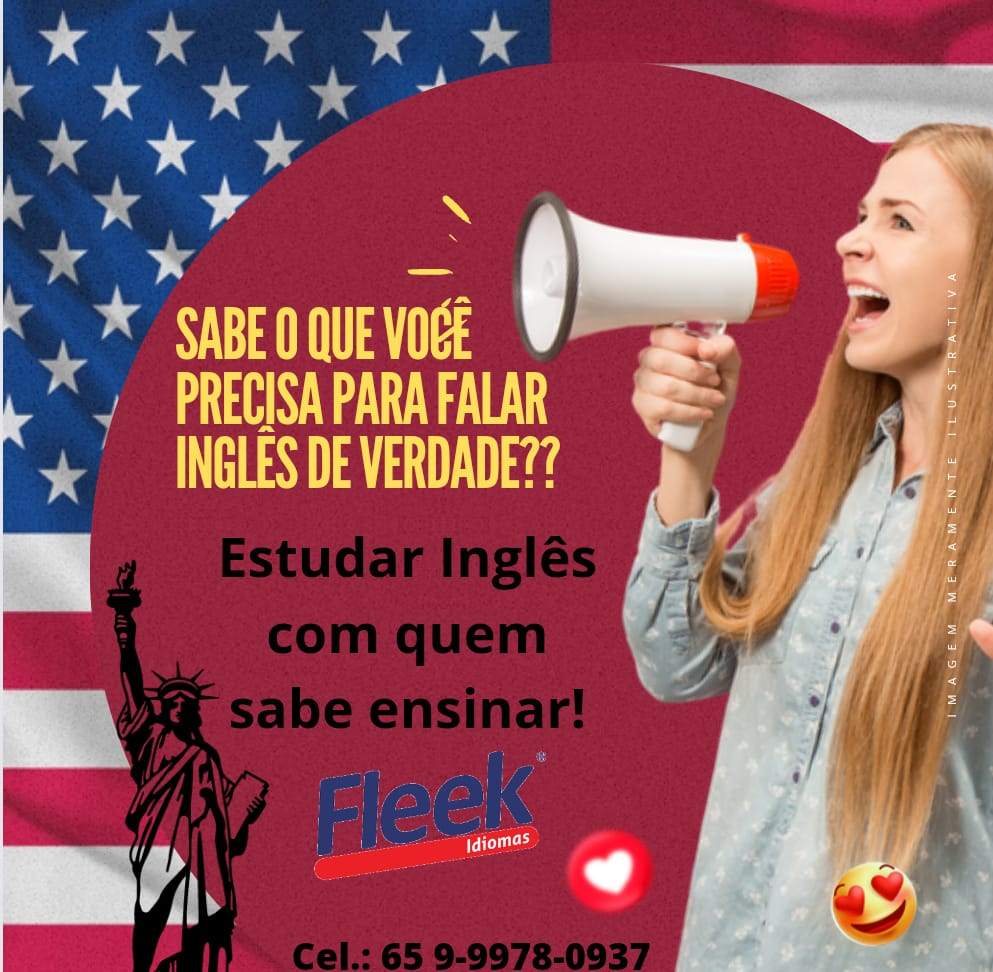 SABE O QUE VOCÊ
PRECISA PARA FALAR
INGLÊS DE VERDADE??
Estudar Inglês
com quem
sabe ensinar!
Fleek®
Idiomas
Cel.: 65 9-9978-0937
IMAGEM MERAMENTE ILUSTRATIVA